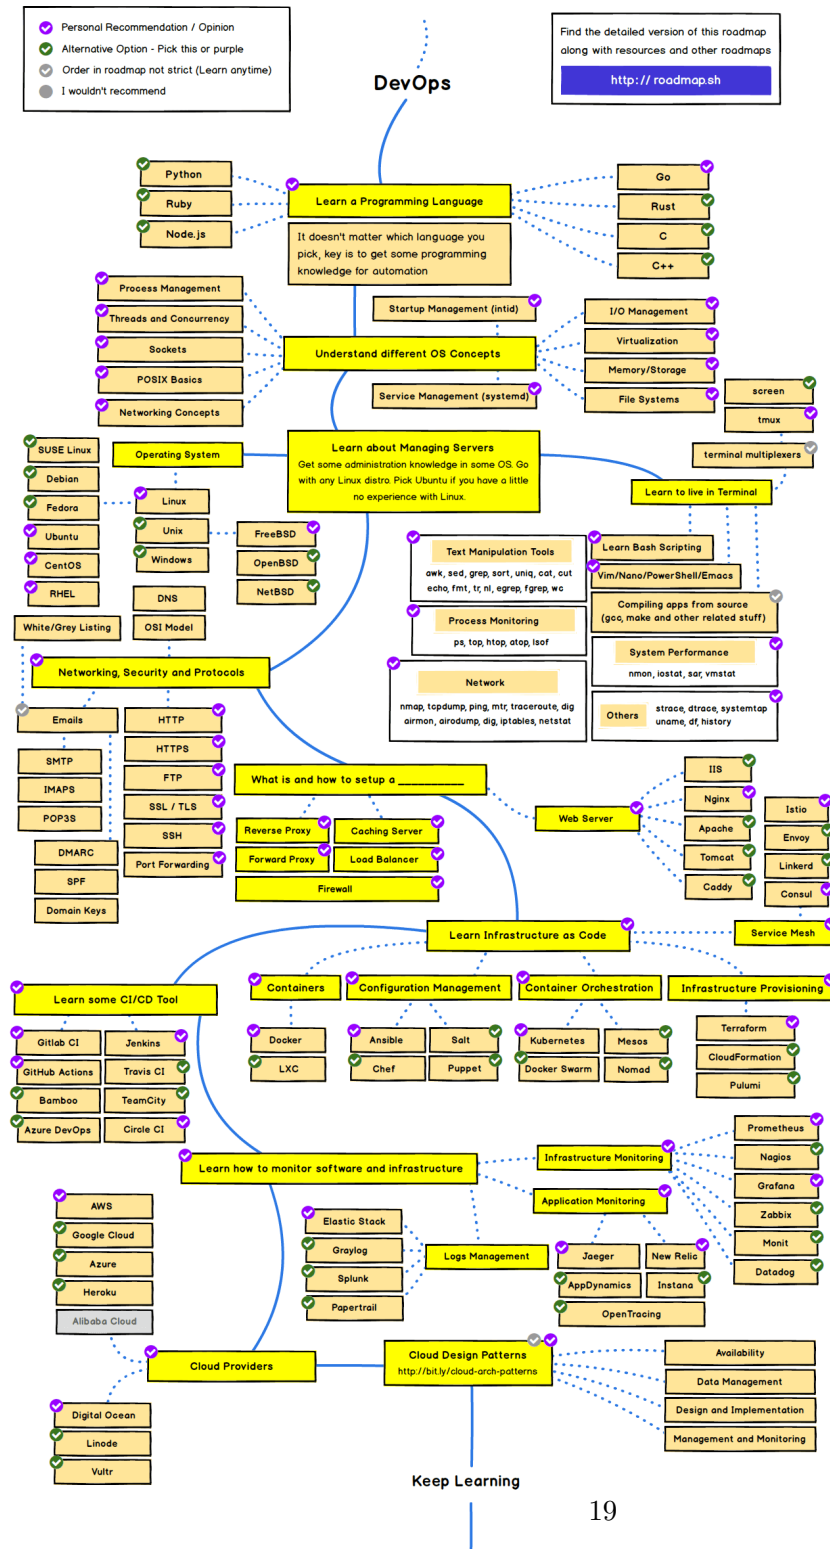 Personal Recommendation / Opinion
Alternative Option - Pick this or purple
Order in roadmap not strict (Learn anytime)
I wouldn't recommend
DevOps
Find the detailed version of this roadmap
along with resources and other roadmaps
http:// roadmap.sh
Python
Ruby
Node.js
Learn a Programming Language
It doesn't matter which language you
pick, key is to get some programming
knowledge for automation
Go
Rust
C
C++
Process Management
Threads and Concurrency
Sockets
POSIX Basics
Networking Concepts
Startup Management (intid)
Understand different OS Concepts
Service Management (systemd)
I/O Management
Virtualization
Memory/Storage
File Systems
screen
tmux
terminal multiplexers
Learn to live in Terminal
Learn about Managing Servers
Get some administration knowledge in some OS. Go
with any Linux distro. Pick Ubuntu if you have a little
no experience with Linux.
Operating System
SUSE Linux
Debian
Fedora
Ubuntu
CentOS
RHEL
Linux
Unix
Windows
FreeBSD
OpenBSD
NetBSD
DNS
OSI Model
White/Grey Listing
Text Manipulation Tools
awk, sed, grep, sort, uniq, cat, cut
echo, fmt, tr, nl, egrep, fgrep, wc
Process Monitoring
ps, top, htop, atop, lsof
Network
nmap, tcpdump, ping, mtr, traceroute, dig
airmon, airodump, dig, iptables, netstat
Learn Bash Scripting
Vim/Nano/PowerShell/Emacs
Compiling apps from source
(gcc, make and other related stuff)
System Performance
nmon, iostat, sar, vmstat
Others
strace, dtrace, systemtap
uname, df, history
Networking, Security and Protocols
Emails
SMTP
IMAPS
POP3S
DMARC
SPF
Domain Keys
HTTP
HTTPS
FTP
SSL / TLS
SSH
Port Forwarding
What is and how to setup a __________
Reverse Proxy
Caching Server
Forward Proxy
Load Balancer
Firewall
Web Server
IIS
Nginx
Apache
Tomcat
Caddy
Istio
Envoy
Linkerd
Consul
Service Mesh
Learn Infrastructure as Code
Containers
Docker
LXC
Configuration Management
Ansible
Salt
Chef
Puppet
Container Orchestration
Kubernetes
Mesos
Docker Swarm
Nomad
Infrastructure Provisioning
Terraform
CloudFormation
Pulumi
Learn some CI/CD Tool
Gitlab CI
Jenkins
GitHub Actions
Travis CI
Bamboo
TeamCity
Azure DevOps
Circle CI
Learn how to monitor software and infrastructure
Infrastructure Monitoring
Prometheus
Nagios
Grafana
Zabbix
Monit
Datadog
Application Monitoring
Jaeger
New Relic
AppDynamics
Instana
OpenTracing
Logs Management
Elastic Stack
Graylog
Splunk
Papertrail
AWS
Google Cloud
Azure
Heroku
Alibaba Cloud
Cloud Providers
Digital Ocean
Linode
Vultr
Cloud Design Patterns
http://bit.ly/cloud-arch-patterns
Availability
Data Management
Design and Implementation
Management and Monitoring
Keep Learning
19